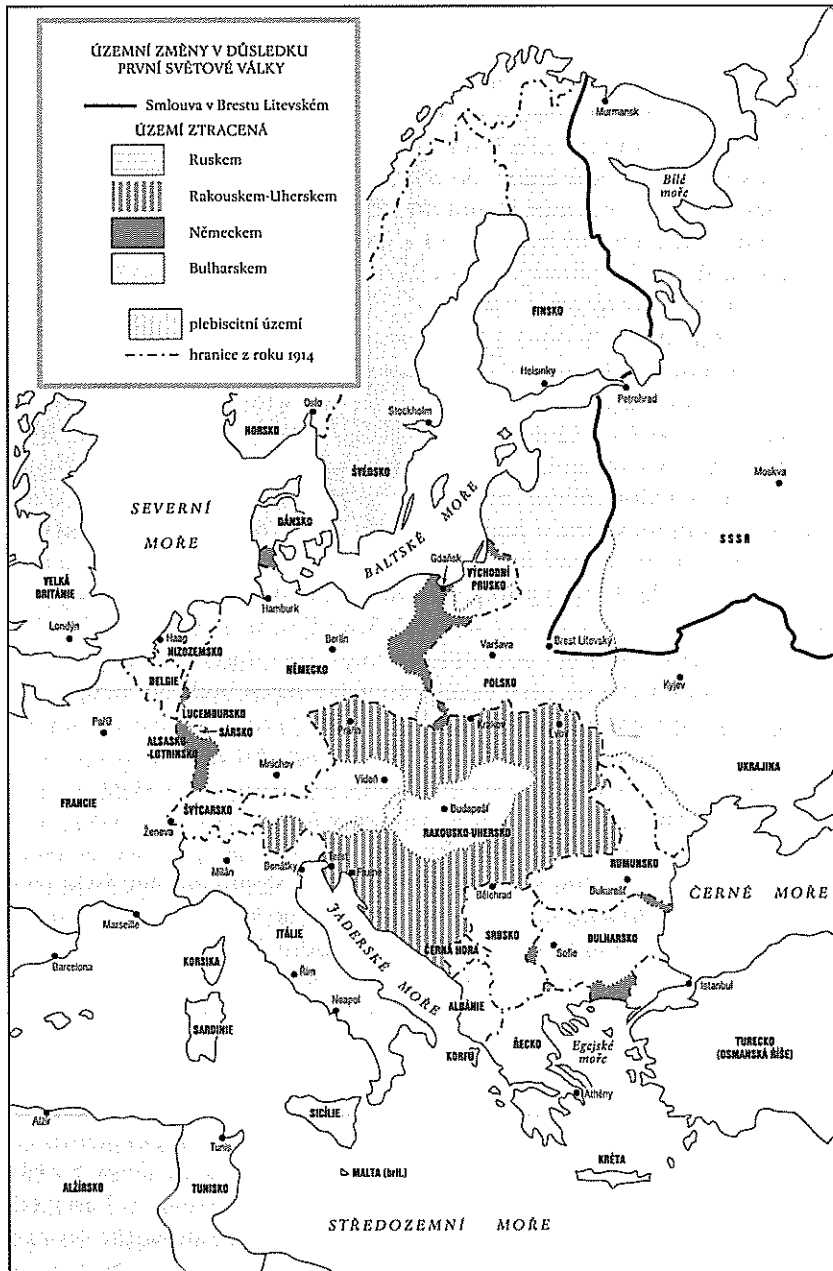 ÚZEMNÍ ZMĚNY V DŮSLEDKU
PRVNÍ SVĚTOVÉ VÁLKY
Smlouva v Brestu Litevském
ÚZEMÍ ZTRACENÁ
Ruskem
Rakouskem-Uherskem
Německem
Bulharskem
plebiscitní území
hranice z roku 1914
Murmansk
Bílé
moře
FINSKO
Helsinky
Petrohrad
Oslo
Stockholm
NORSKO
ŠVÉDSKO
Moskva
SEVERNÍ
MOŘE
DÁNSKO
BALTSKÉ MOŘE
SSSR
Gdaňsk
VÝCHODNÍ
PRUSKO
VELKÁ
BRITÁNIE
Hamburk
Londýn
Haag
NIZOZEMSKO
Berlín
Varšava
Brest Litevský
NĚMECKO
BELGIE
POLSKO
Kyjev
LUCEMBURSKO
Paříž
SÁRSKO
Praha
Krakov
Lvov
ALSASKO
-LOTRINSKO
Mnichov
Vídeň
UKRAJINA
FRANCIE
ŠVÝCARSKO
Budapešť
Ženeva
RAKOUSKO-UHERSKO
Milán
Benátky
Terst
Fiume
RUMUNSKO
Bukurešť
ČERNÉ MOŘE
Bělehrad
Marseille
JADERSKÉ MOŘE
SRBSKO
BULHARSKO
ITÁLIE
ČERNÁ HORA
Sofie
Barcelona
KORSIKA
Řím
Istanbul
ALBÁNIE
Neapol
SARDINIE
ŘECKO
Egejské
moře
TURECKO
(OSMANSKÁ ŘÍŠE)
KORFU
Athény
SICÍLIE
Alžír
Tunis
KRÉTA
MALTA (brit.)
ALŽÍRSKO
TUNISKO
STŘEDOZEMNÍ MOŘE